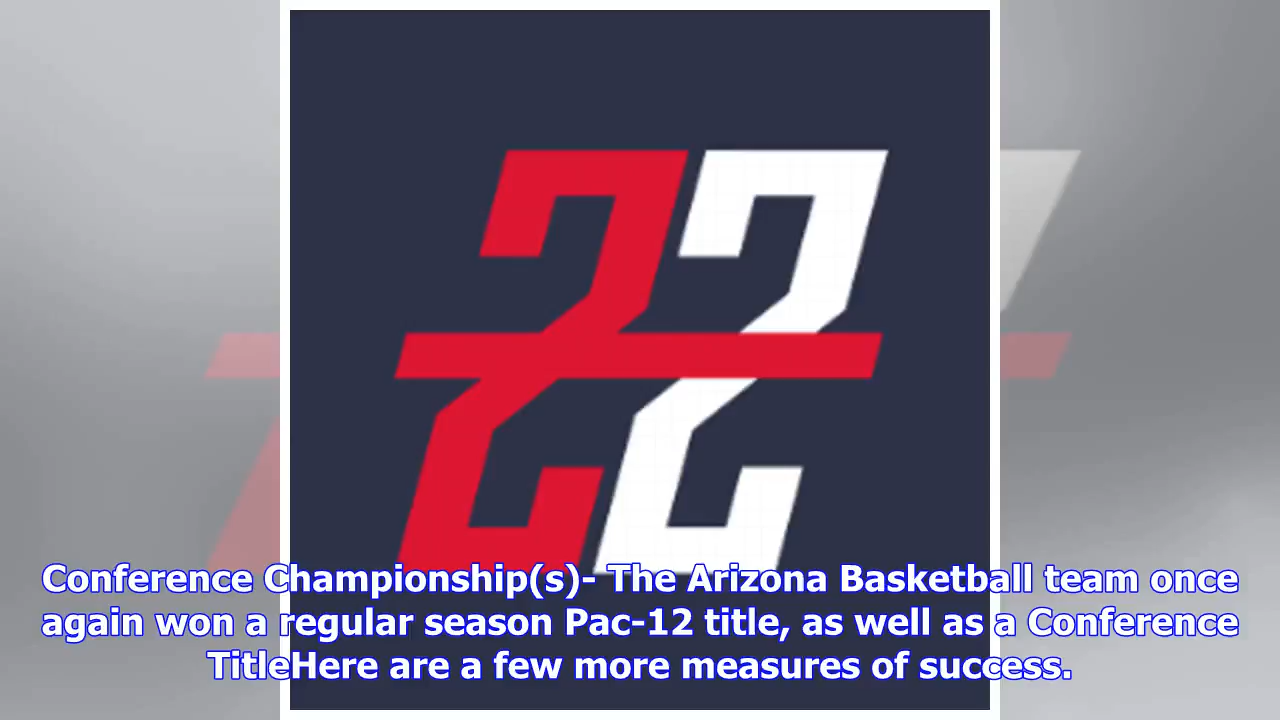 22
Conference Championship(s)- The Arizona Basketball team once
again won a regular season Pac-12 title, as well as a Conference
TitleHere are a few more measures of success.